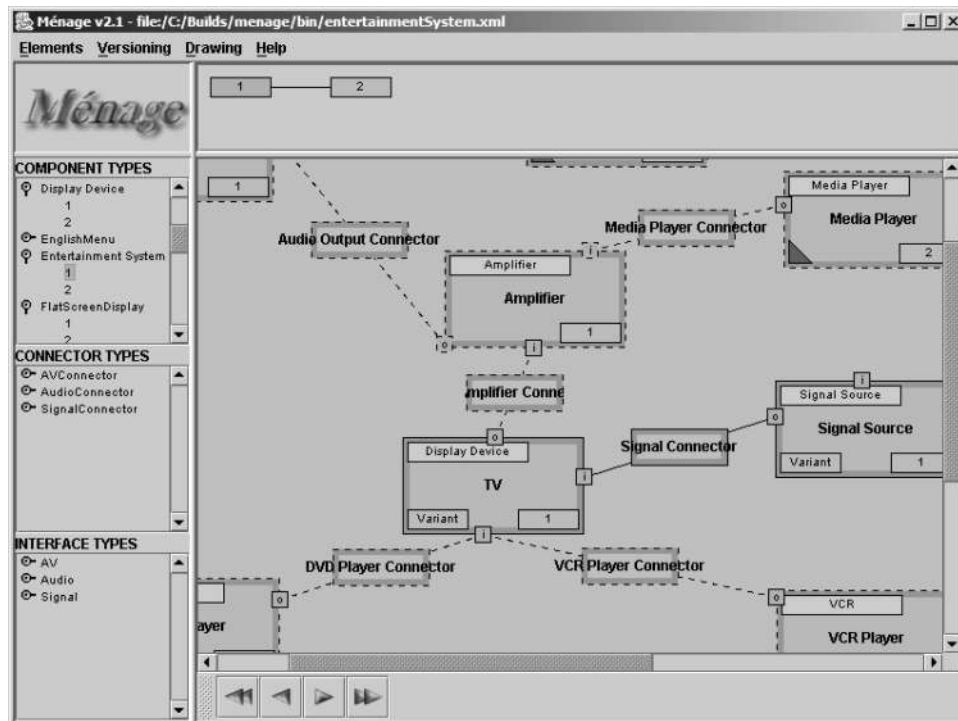 Ménage v2.1 - file:/C:/Builds/menage/bin/entertainmentSystem.xml
Elements Versioning Drawing Help
Ménage
1 2
COMPONENT TYPES
Display Device
1
2
EnglishMenu
Entertainment System
1
2
FlatScreenDisplay
1
2
CONNECTOR TYPES
AVConnector
AudioConnector
SignalConnector
INTERFACE TYPES
AV
Audio
Signal
1
Audio Output Connector
Media Player Connector
Media Player
o
Media Player
2
i
Amplifier
Amplifier
1
o
i
mplifier Conne
o
Display Device
TV
i
Variant 1
i
Signal Connector
i
Signal Source
o
Signal Source
Variant 1
DVD Player Connector
VCR Player Connector
o
ayer
o
VCR
VCR Player